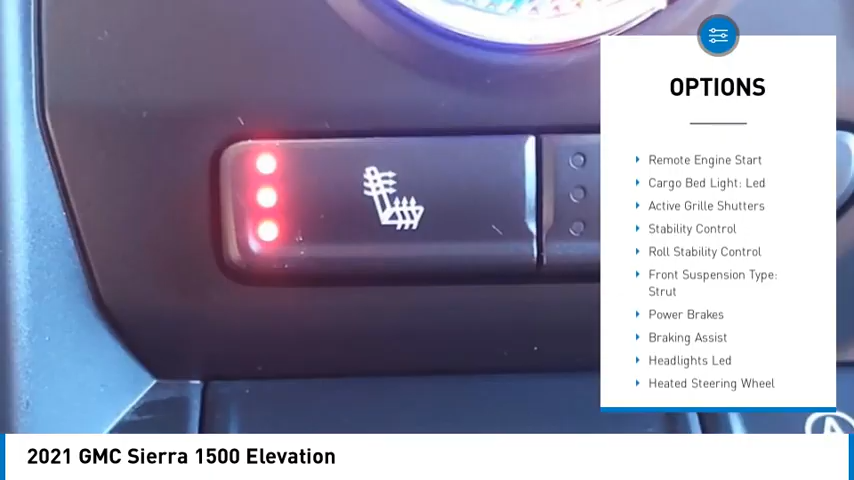 OPTIONS
Remote Engine Start
Cargo Bed Light: Led
Active Grille Shutters
Stability Control
Roll Stability Control
Front Suspension Type:
Strut
Power Brakes
Braking Assist
Headlights Led
Heated Steering Wheel
2021 GMC Sierra 1500 Elevation